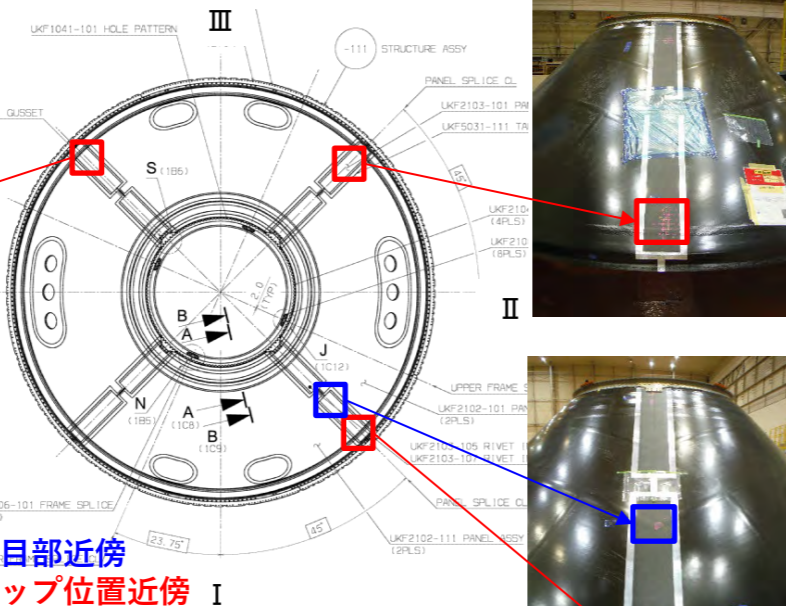 III
UKF1041-101 HOLE PATTERN
-111 STRUCTURE ASSY
PANEL SPLICE CL
GUSSET
UKF2103-101 PAN
UKF5031-111 TA
S (1B6)
45°
UKF210
(4PLS)
UKF210
(8PLS)
2.0
(TYP)
II
B
A
J
(1C12)
UPPER FRAME S
UKF2102-101 PAN
(2PLS)
N
(1B5)
A
(1C8)
B
(1C9)
UKF2103-105 RIVET I
UKF2103-107 RIVET I
06-101 FRAME SPLICE
PANEL SPLICE CL
23.75°
45°
UKF2102-111 PANEL ASSY
(2PLS)
目部近傍
ップ位置近傍
I